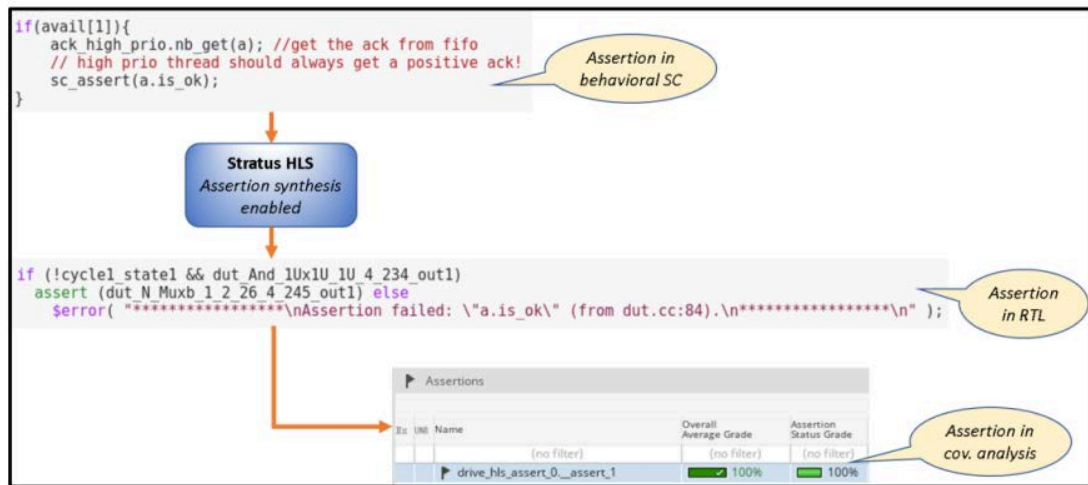 if(avail[1]){
ack_high_prio.nb_get(a); //get the ack from fifo
// high prio thread should always get a positive ack!
sc_assert(a.is_ok);
}
Assertion in
behavioral SC
Stratus HLS
Assertion synthesis
enabled
if (!cycle1_state1 && dut_And_1Ux1U_1U_4_234_out1)
assert (dut_N_Muxb_1_2_26_4_245_out1) else
$error( "*****************\nAssertion failed: \"a.is_ok\" (from dut.cc:84).\n*****************\n" );
Assertion
in RTL
Assertions
Ex UNR Name Overall Average Grade Assertion Status Grade
(no filter) (no filter) (no filter)
drive_hls_assert_0.__assert_1 100% 100%
Assertion in
cov. analysis